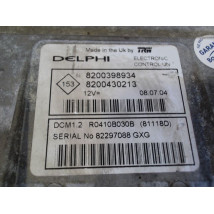 Made in the Uk by TRW
DELPHI ELECTRONIC
CONTROL UNIT
153 8200398934
8200430213
12V= 08.07.04
DCM1.2 R0410B030B (81118D)
SERIAL No 82297088 GXG
GARAN